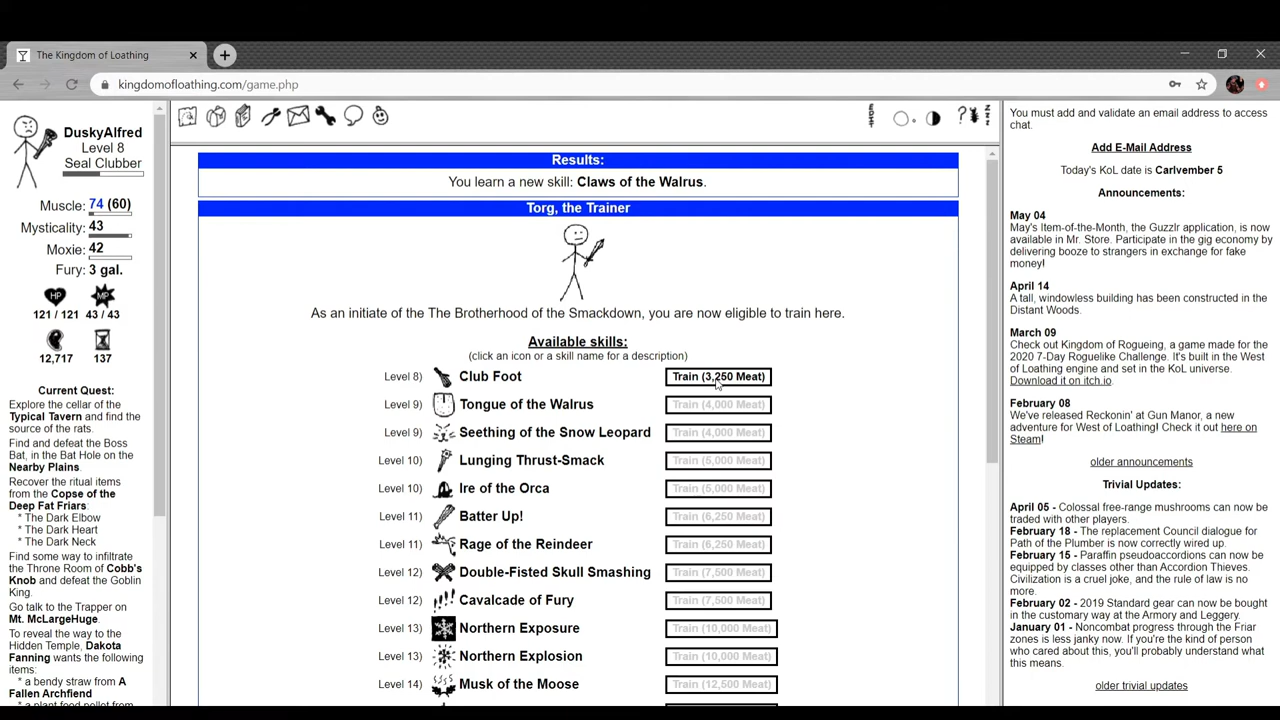 The Kingdom of Loathing
kingdomofloathing.com/game.php
DuskyAlfred
Level 8
Seal Clubber
Muscle: 74 (60)
Mysticality: 43
Moxie: 42
Fury: 3 gal.
HP
MP
121 / 121
43 / 43
12,717
137
Current Quest:
Explore the cellar of the
Typical Tavern and find the
source of the rats.
Find and defeat the Boss
Bat, in the Bat Hole on the
Nearby Plains.
Recover the ritual items
from the Copse of the
Deep Fat Friars:
* The Dark Elbow
* The Dark Heart
* The Dark Neck
Find some way to infiltrate
the Throne Room of Cobb's
Knob and defeat the Goblin
King.
Go talk to the Trapper on
Mt. McLargeHuge.
To reveal the way to the
Hidden Temple, Dakota
Fanning wants the following
items:
* a bendy straw from A
Fallen Archfiend
* a plant food pellet from
Results:
You learn a new skill: Claws of the Walrus.
Torg, the Trainer
As an initiate of the The Brotherhood of the Smackdown, you are now eligible to train here.
Available skills:
(click an icon or a skill name for a description)
Level 8) Club Foot Train (3,250 Meat)
Level 9) Tongue of the Walrus Train (4,000 Meat)
Level 9) Seething of the Snow Leopard Train (4,000 Meat)
Level 10) Lunging Thrust-Smack Train (5,000 Meat)
Level 10) Ire of the Orca Train (5,000 Meat)
Level 11) Batter Up! Train (6,250 Meat)
Level 11) Rage of the Reindeer Train (6,250 Meat)
Level 12) Double-Fisted Skull Smashing Train (7,500 Meat)
Level 12) Cavalcade of Fury Train (7,500 Meat)
Level 13) Northern Exposure Train (10,000 Meat)
Level 13) Northern Explosion Train (10,000 Meat)
Level 14) Musk of the Moose Train (12,500 Meat)
You must add and validate an email address to access
chat.
Add E-Mail Address
Today's KoL date is Carlvember 5
Announcements:
May 04
May's Item-of-the-Month, the Guzzlr application, is now
available in Mr. Store. Participate in the gig economy by
delivering booze to strangers in exchange for fake
money!
April 14
A tall, windowless building has been constructed in the
Distant Woods.
March 09
Check out Kingdom of Rogueing, a game made for the
2020 7-Day Roguelike Challenge. It's built in the West
of Loathing engine and set in the KoL universe.
Download it on itch.io.
February 08
We've released Reckonin' at Gun Manor, a new
adventure for West of Loathing! Check it out here on
Steam!
older announcements
Trivial Updates:
April 05 - Colossal free-range mushrooms can now be
traded with other players.
February 18 - The replacement Council dialogue for
Path of the Plumber is now correctly wired up.
February 15 - Paraffin pseudoaccordions can now be
equipped by classes other than Accordion Thieves.
Civilization is a cruel joke, and the rule of law is no
more.
February 02 - 2019 Standard gear can now be bought
in the customary way at the Armory and Leggery.
January 01 - Noncombat progress through the Friar
zones is less janky now. If you're the kind of person
who cared about this, you'll probably understand what
this means.
older trivial updates